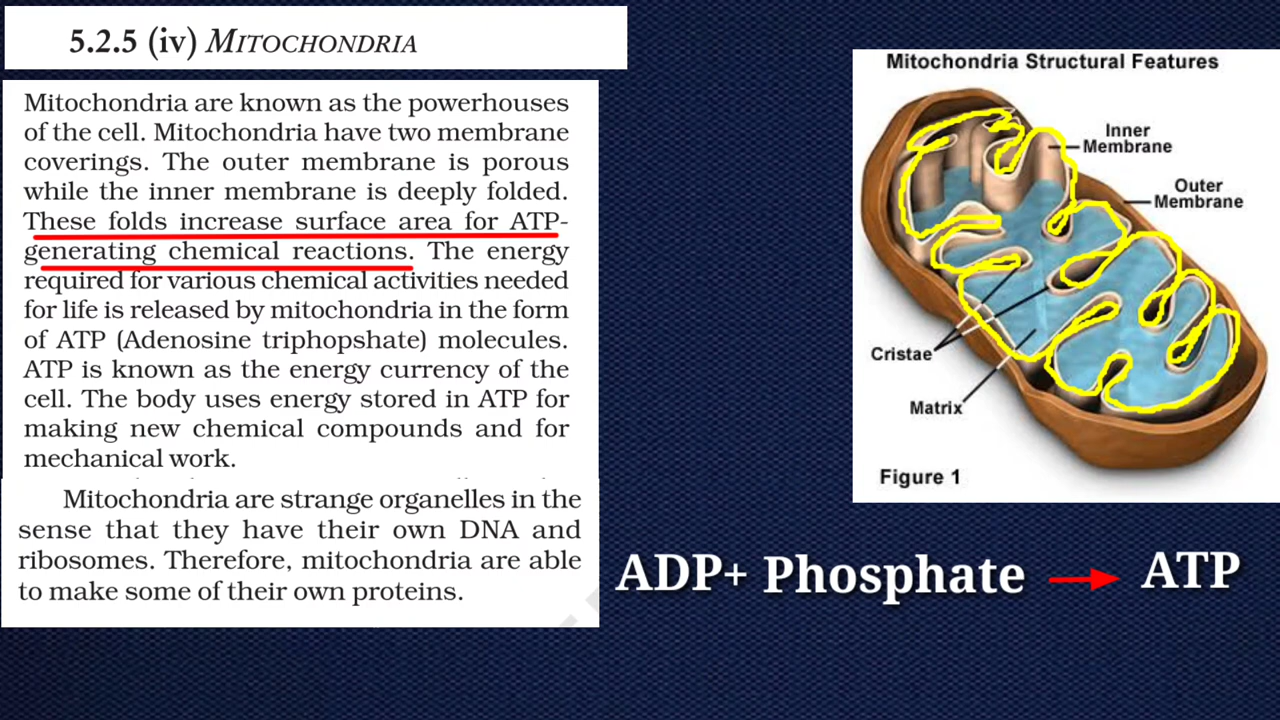 5.2.5 (iv) MITOCHONDRIA
Mitochondria are known as the powerhouses
of the cell. Mitochondria have two membrane
coverings. The outer membrane is porous
while the inner membrane is deeply folded.
These folds increase surface area for ATP-
generating chemical reactions. The energy
required for various chemical activities needed
for life is released by mitochondria in the form
of ATP (Adenosine triphopshate) molecules.
ATP is known as the energy currency of the
cell. The body uses energy stored in ATP for
making new chemical compounds and for
mechanical work.
Mitochondria are strange organelles in the
sense that they have their own DNA and
ribosomes. Therefore, mitochondria are able
to make some of their own proteins.
Mitochondria Structural Features
Inner
Membrane
Outer
Membrane
Cristae
Matrix
Figure 1
ADP+ Phosphate → ATP